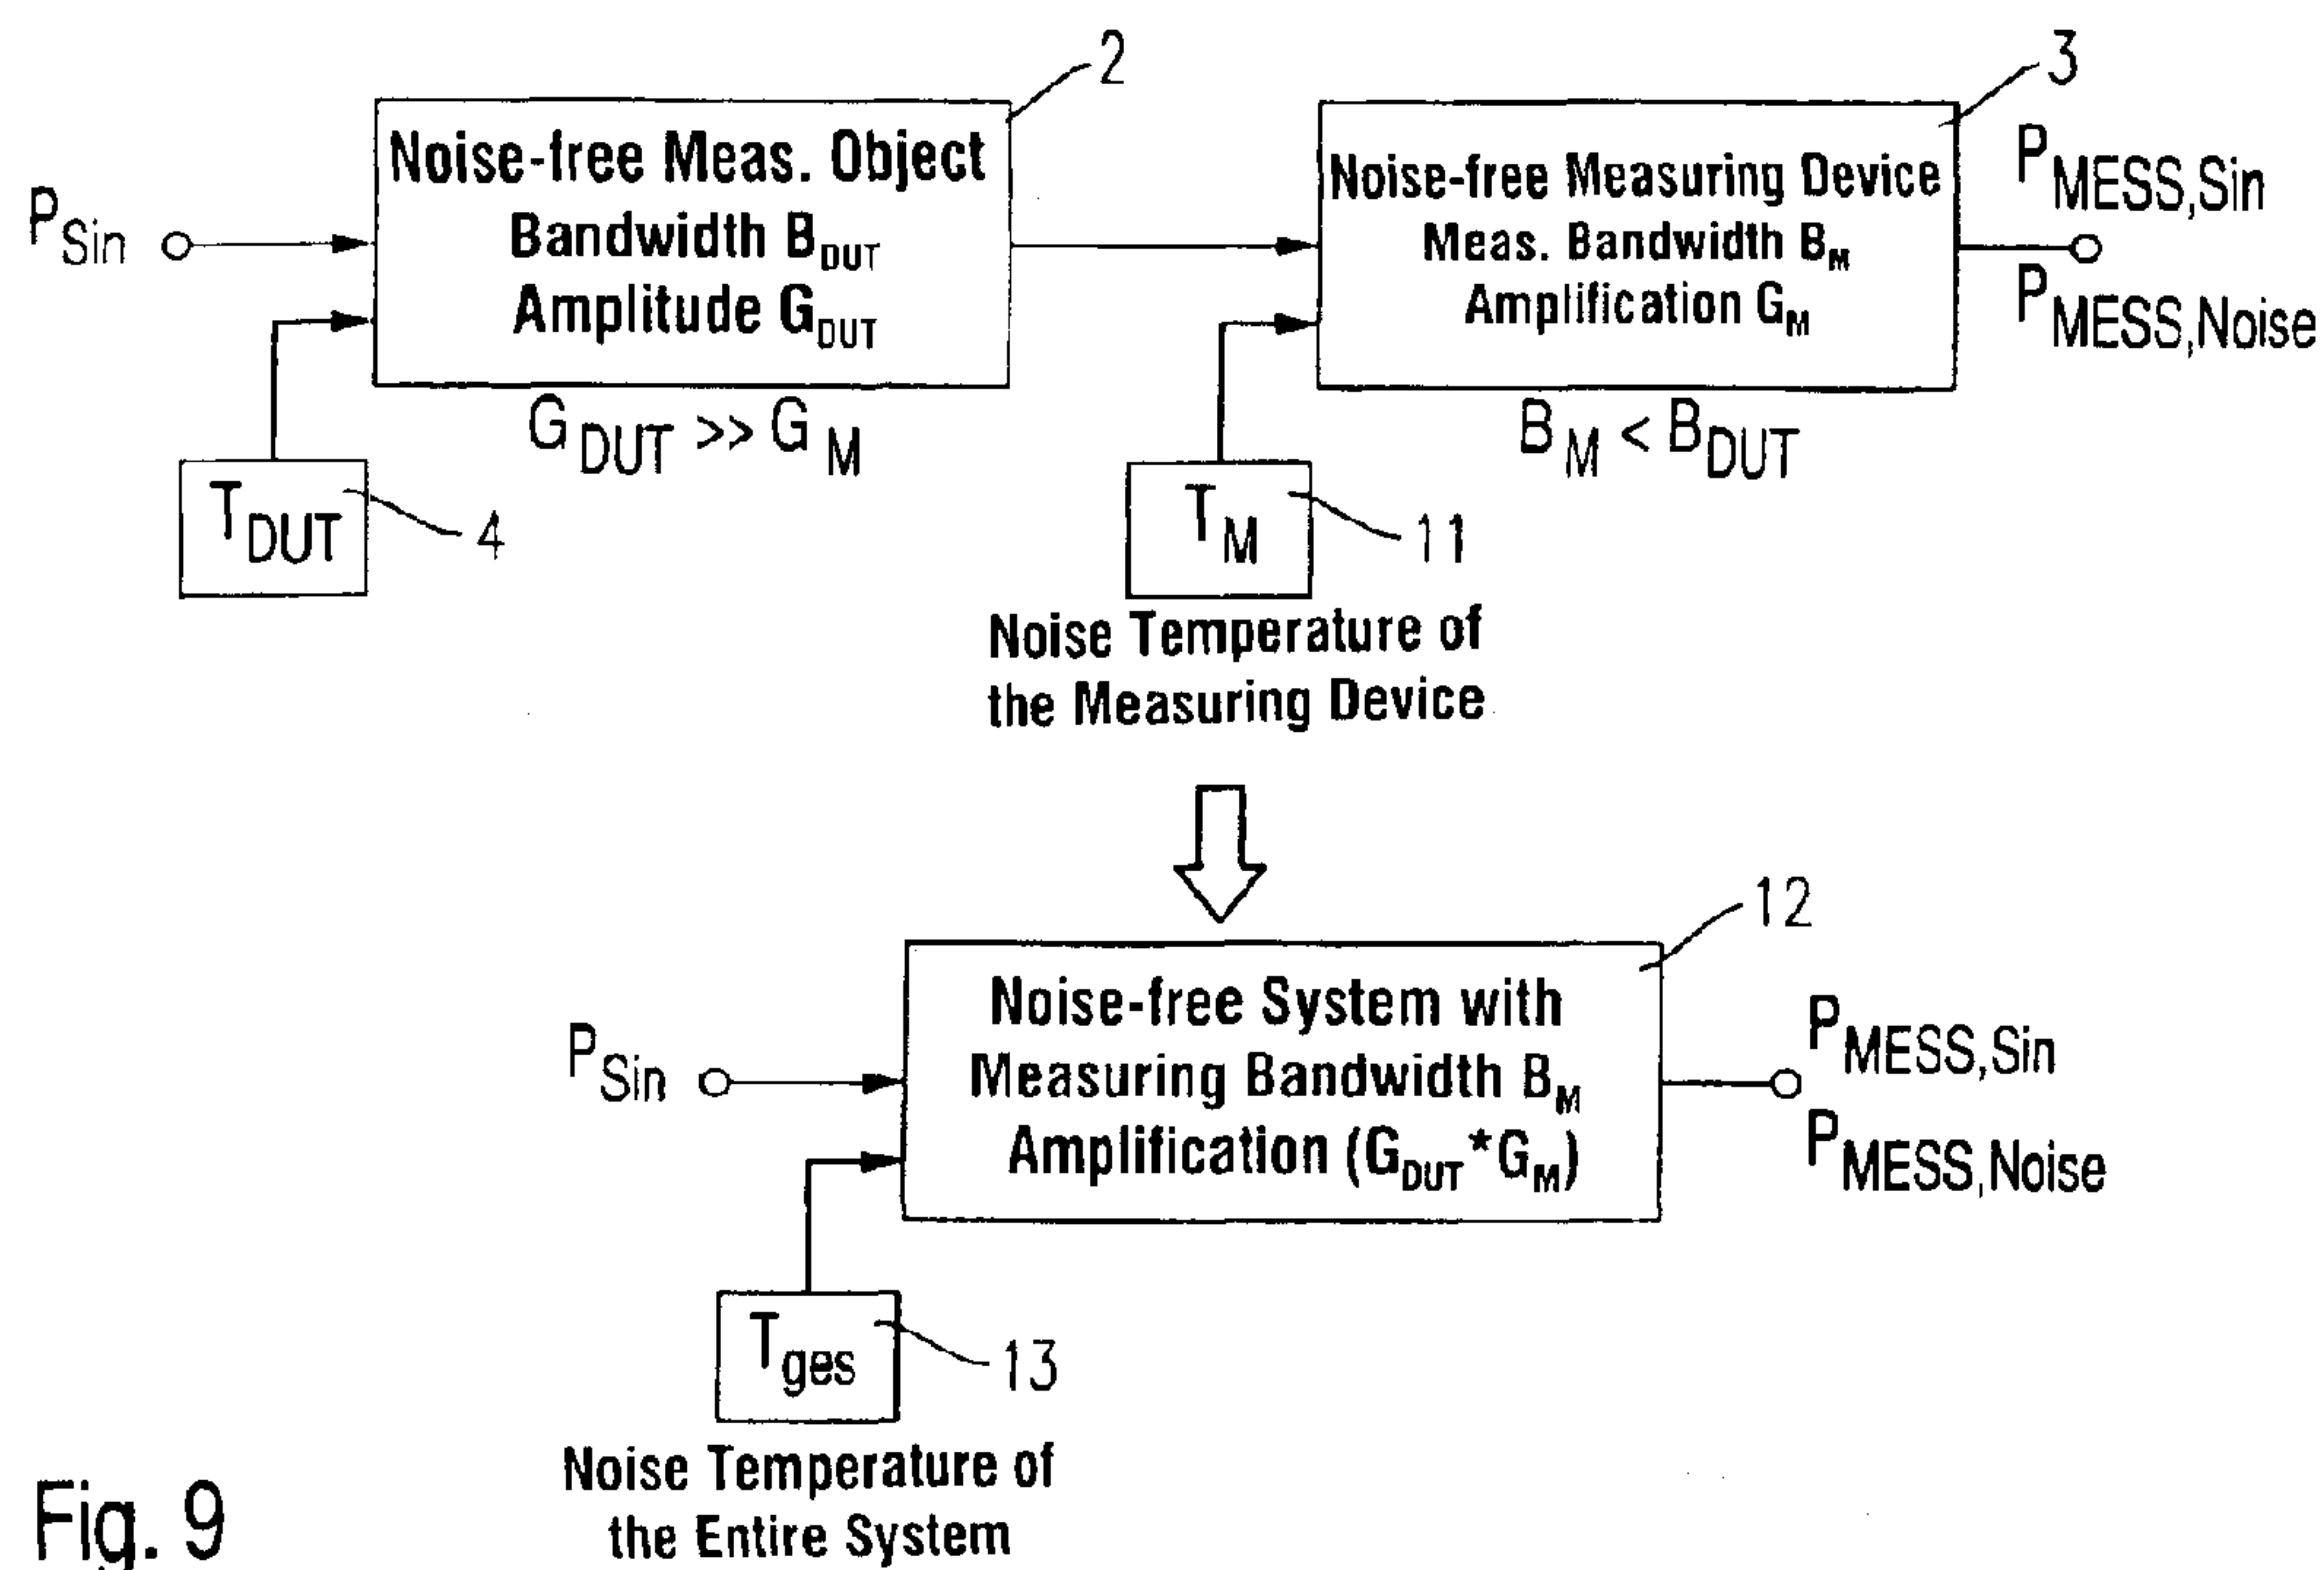 2
3
Noise-free Meas. Object
Bandwidth B_DUT
Amplitude G_DUT
P_Sin
Noise-free Measuring Device
Meas. Bandwidth B_M
Amplification G_M
P_MESS,Sin
P_MESS,Noise
G_DUT >> G_M
B_M < B_DUT
T_DUT
4
T_M
11
Noise Temperature of
the Measuring Device
12
Noise-free System with
Measuring Bandwidth B_M
Amplification (G_DUT*G_M)
P_Sin
P_MESS,Sin
P_MESS,Noise
T_ges
13
Noise Temperature of
the Entire System
Fig. 9